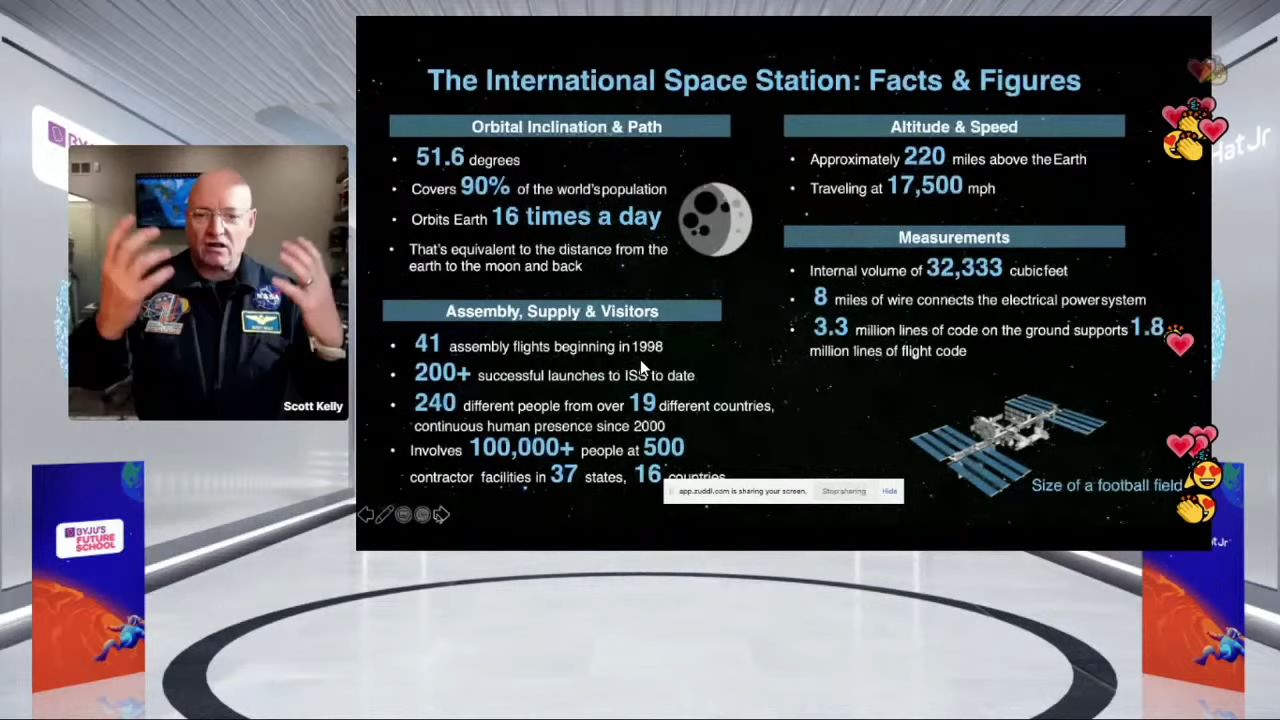 The International Space Station: Facts & Figures
Orbital Inclination & Path
• 51.6 degrees
• Covers 90% of the world's population
• Orbits Earth 16 times a day
• That's equivalent to the distance from the
earth to the moon and back
Assembly, Supply & Visitors
• 41 assembly flights beginning in 1998
• 200+ successful launches to ISS to date
• 240 different people from over 19 different countries,
continuous human presence since 2000
• Involves 100,000+ people at 500
contractor facilities in 37 states, 16 countries
Altitude & Speed
• Approximately 220 miles above the Earth
• Traveling at 17,500 mph
Measurements
• Internal volume of 32,333 cubic feet
• 8 miles of wire connects the electrical power system
• 3.3 million lines of code on the ground supports 1.8
million lines of flight code
Size of a football field
app.zuddl.com is sharing your screen. Stop sharing Hide
NASA
Scott Kelly
BYJU'S
FUTURE
SCHOOL
HatJr